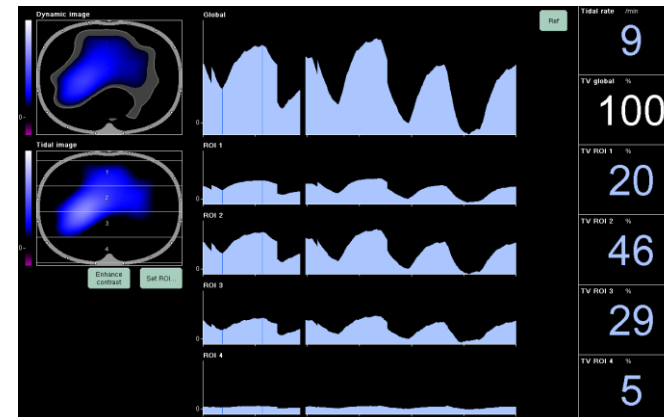 Dynamic image
0-
Tidal image
1
2
3
4
0-
Enhance
contrast
Set ROI...
Global
0-
ROI 1
0-
ROI 2
0-
ROI 3
0-
ROI 4
Ref
Tidal rate /min
9
TV global %
100
TV ROI 1 %
20
TV ROI 2 %
46
TV ROI 3 %
29
TV ROI 4 %
5